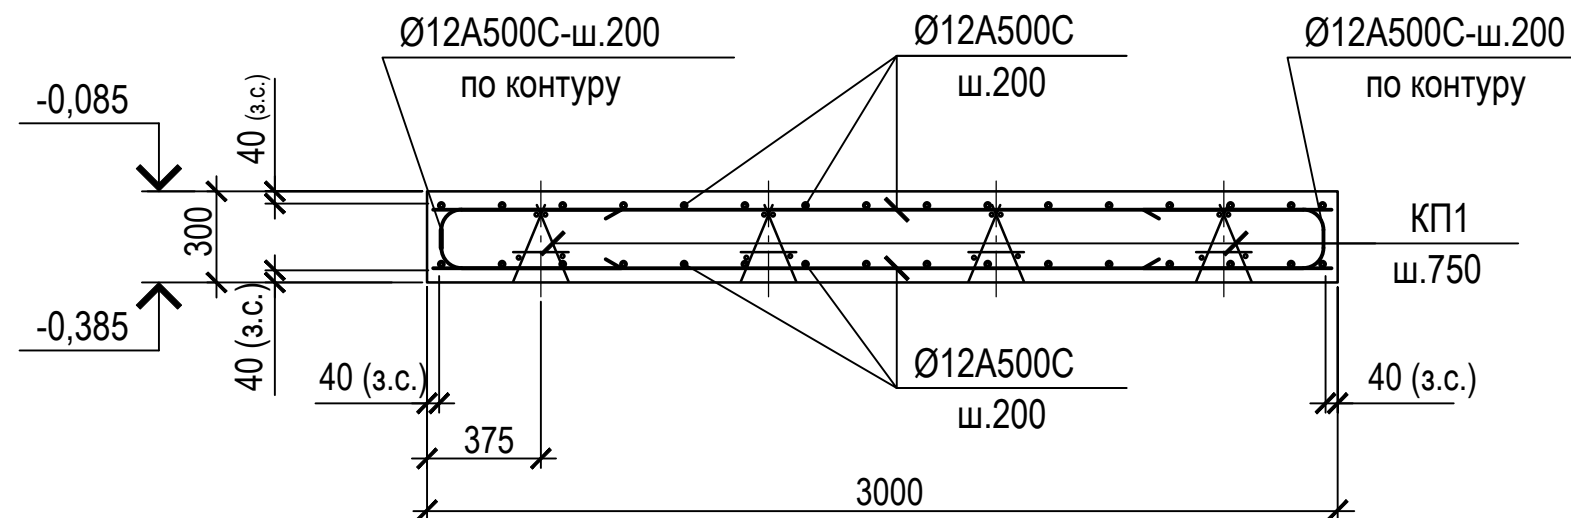 Ø12А500С-ш.200
по контуру
Ø12А500С
ш.200
Ø12А500С-ш.200
по контуру
-0,085
40 (з.с.)
300
КП1
ш.750
-0,385
40 (з.с.)
40 (з.с.)
Ø12А500С
ш.200
40 (з.с.)
375
3000